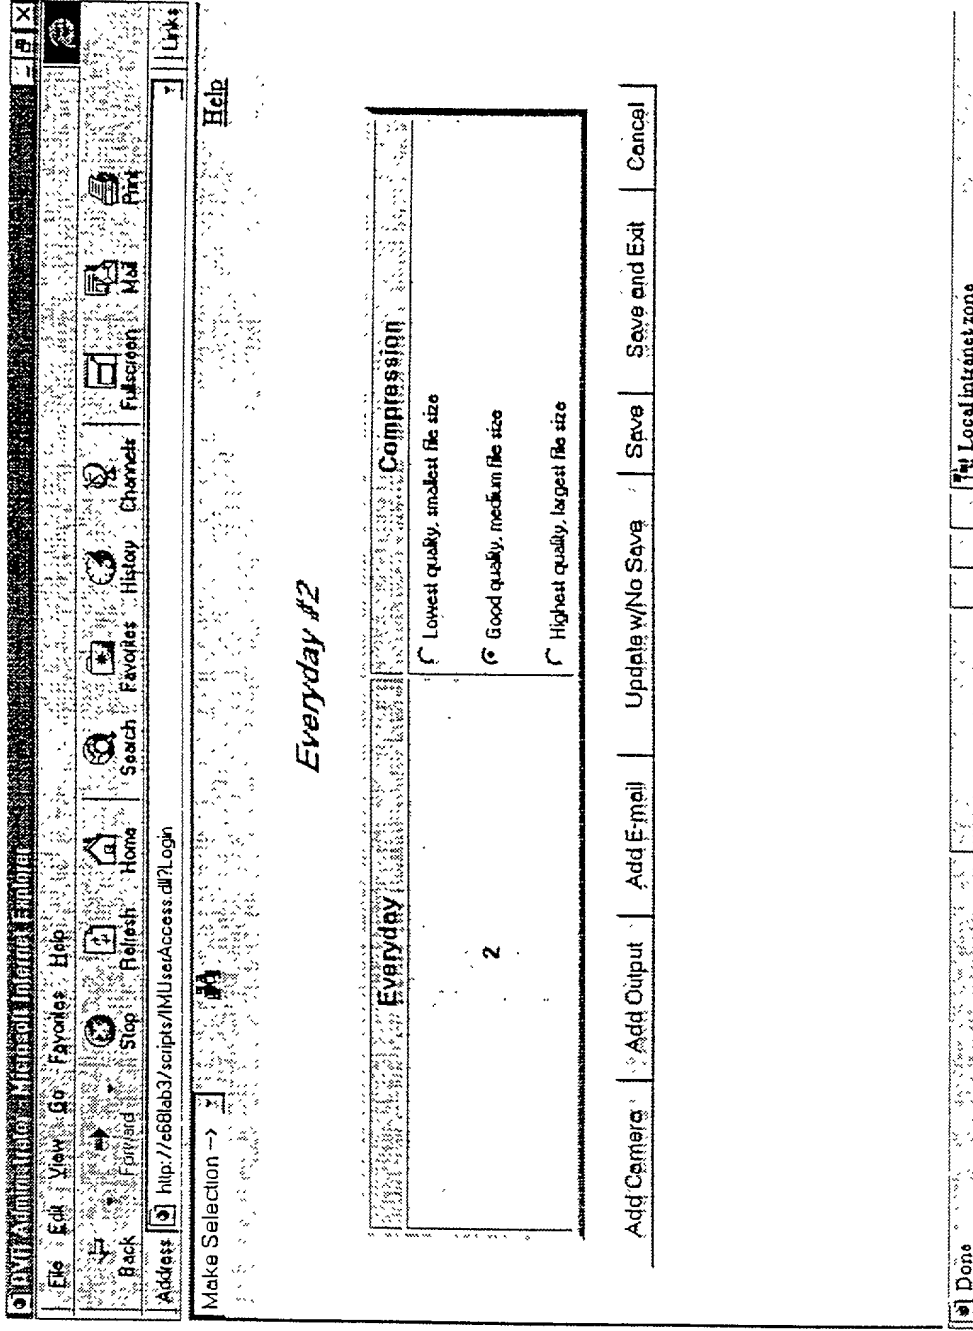 Administrator - Microsoft Internet Explorer
File Edit View Go Favorites Help
Back Forward Stop Refresh Home Search Favorites History Channels Fullscreen Mail Print
Address http://e68lab3/scripts/IMUserAccess.dll?Login Links
Make Selection --> Help
Everyday #2
Everyday Compression
Lowest quality, smallest file size
2 Good quality, medium file size
Highest quality, largest file size
Add Camera Add Output Add E-mail Update w/No Save Save Save and Exit Cancel
Done Local intranet zone